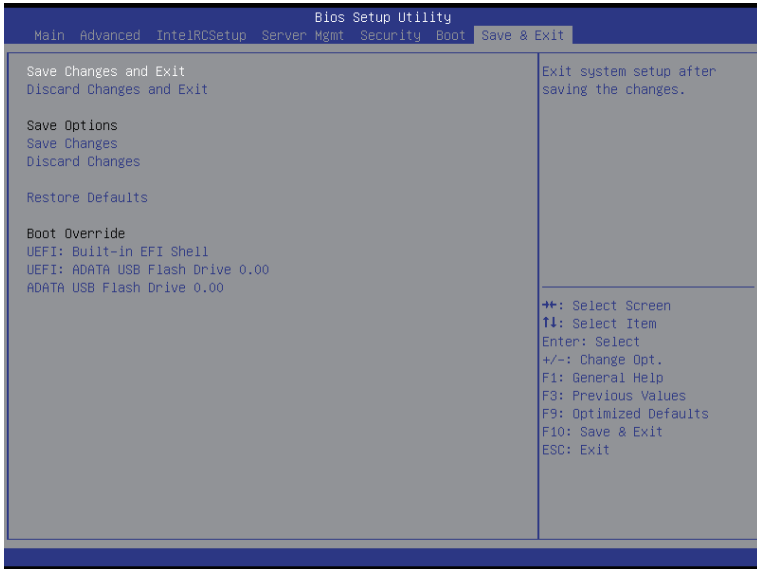 Bios Setup Utility
Main Advanced IntelRCSetup Server Mgmt Security Boot Save & Exit
Save Changes and Exit
Discard Changes and Exit
Save Options
Save Changes
Discard Changes
Restore Defaults
Boot Override
UEFI: Built-in EFI Shell
UEFI: ADATA USB Flash Drive 0.00
ADATA USB Flash Drive 0.00
Exit system setup after
saving the changes.
→←: Select Screen
↑↓: Select Item
Enter: Select
+/-: Change Opt.
F1: General Help
F3: Previous Values
F9: Optimized Defaults
F10: Save & Exit
ESC: Exit